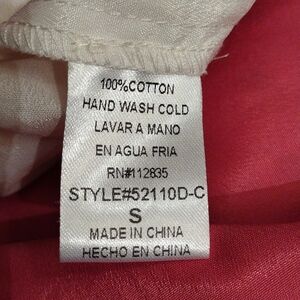 100%COTTON
HAND WASH COLD
LAVAR A MANO
EN AGUA FRIA
RN#112835
STYLE#52110D-C
S
MADE IN CHINA
HECHO EN CHINA